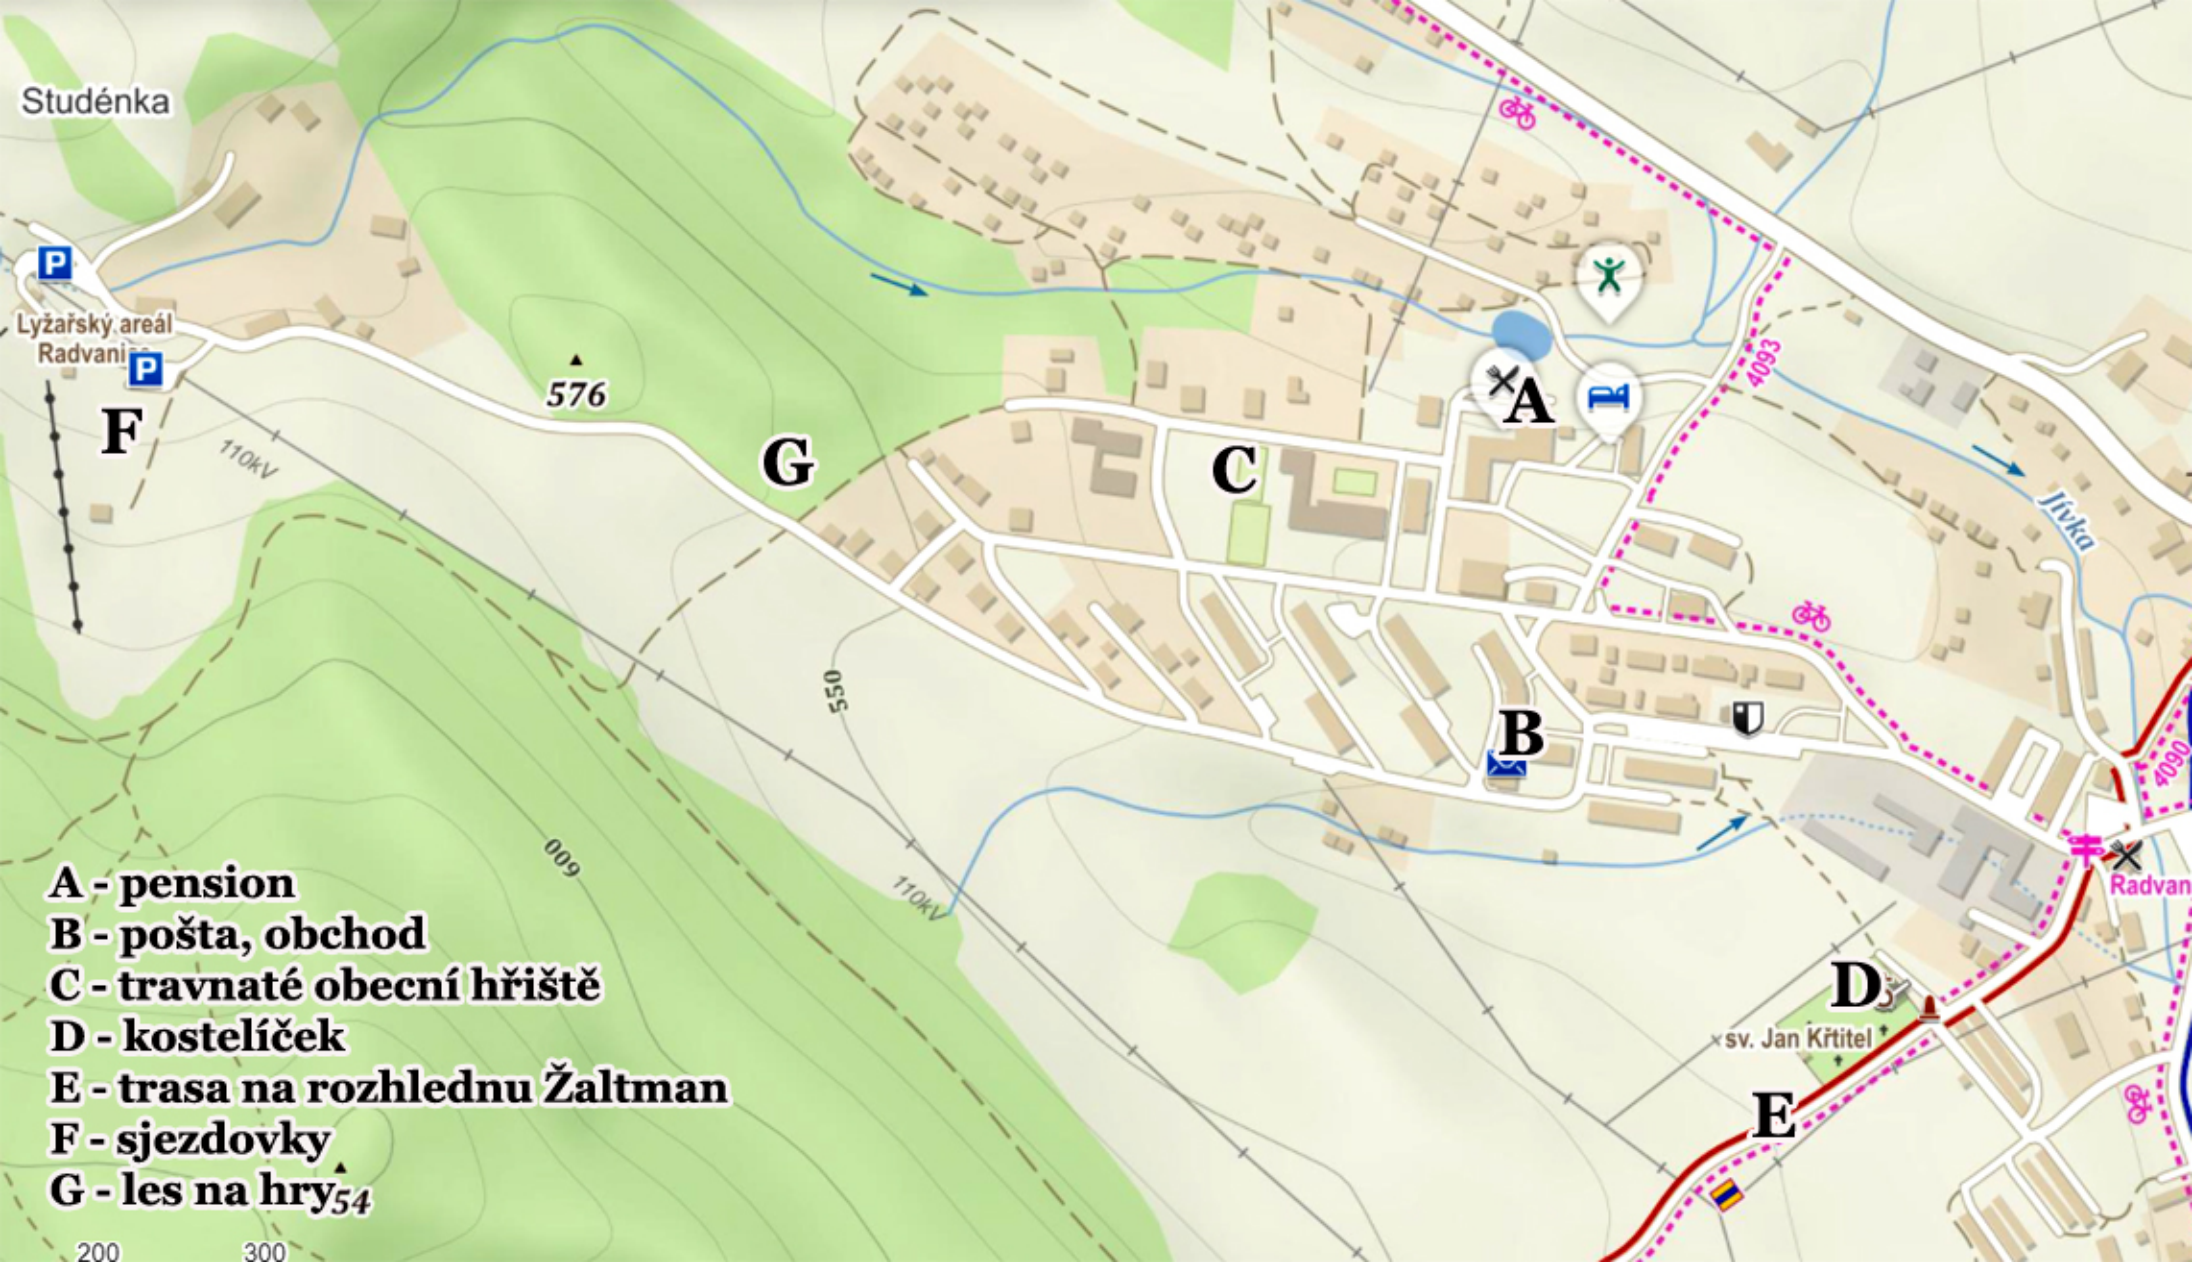 Studénka
P
Lyžařský areál
Radvanice
P
F
110kV
576
G
C
A
4093
Jívka
550
B
4090
600
110kV
Radvan
D
sv. Jan Křtitel
E
A - pension
B - pošta, obchod
C - travnaté obecní hřiště
D - kostelíček
E - trasa na rozhlednu Žaltman
F - sjezdovky
G - les na hry
54
200 300